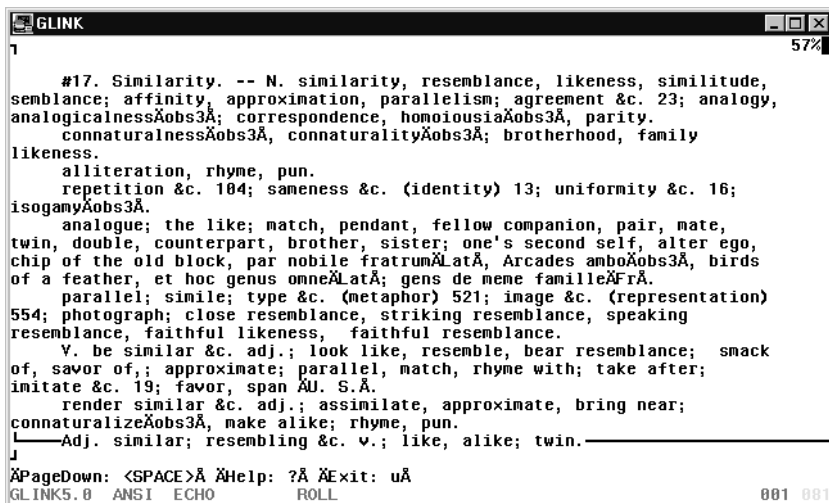 GLINK
57%
#17. Similarity. -- N. similarity, resemblance, likeness, similitude,
semblance; affinity, approximation, parallelism; agreement &c. 23; analogy,
analogicalnessÄobs3Å; correspondence, homoiousiaÄobs3Å, parity.
connaturalnessÄobs3Å, connaturalityÄobs3Å; brotherhood, family
likeness.
alliteration, rhyme, pun.
repetition &c. 104; sameness &c. (identity) 13; uniformity &c. 16;
isogamyÄobs3Å.
analogue; the like; match, pendant, fellow companion, pair, mate,
twin, double, counterpart, brother, sister; one's second self, alter ego,
chip of the old block, par nobile fratrumÄLatÅ, Arcades amboÄobs3Å, birds
of a feather, et hoc genus omneÄLatÅ; gens de meme familleÄFrÅ.
parallel; simile; type &c. (metaphor) 521; image &c. (representation)
554; photograph; close resemblance, striking resemblance, speaking
resemblance, faithful likeness, faithful resemblance.
V. be similar &c. adj.; look like, resemble, bear resemblance; smack
of, savor of,; approximate; parallel, match, rhyme with; take after;
imitate &c. 19; favor, span ÄU. S.Å.
render similar &c. adj.; assimilate, approximate, bring near;
connaturalizeÄobs3Å, make alike; rhyme, pun.
Adj. similar; resembling &c. v.; like, alike; twin.
ÄPageDown: <SPACE>Å ÄHelp: ?Å ÄExit: uÅ
GLINK5.0 ANSI ECHO ROLL 001 001